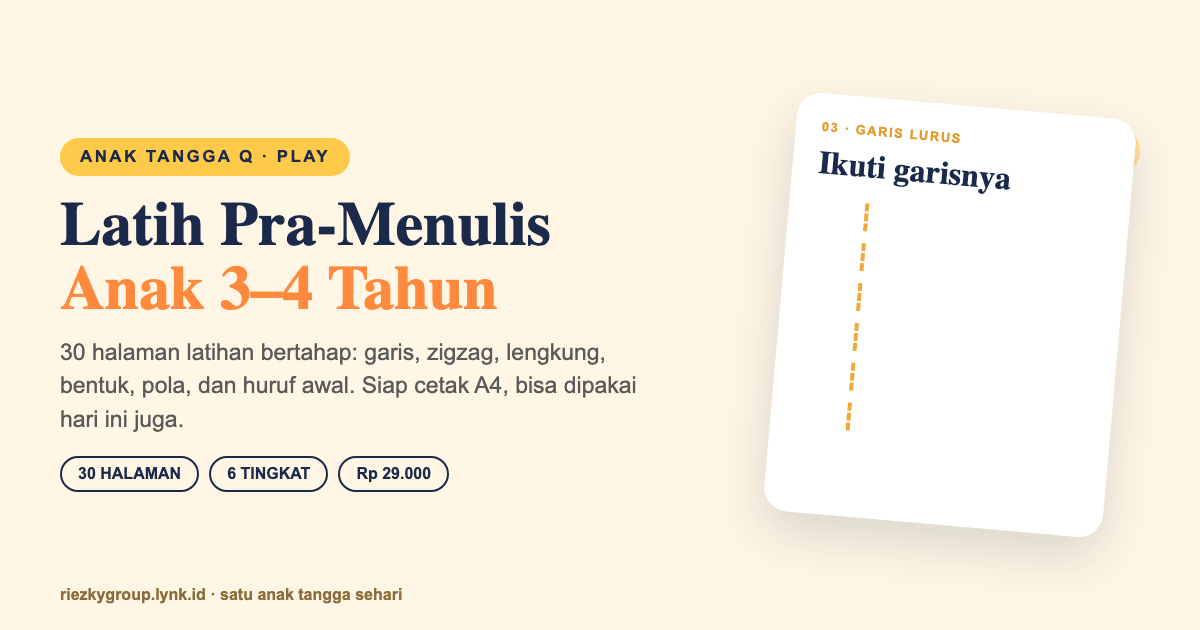 ANAK TANGGA Q · PLAY
Latih Pra-Menulis
Anak 3–4 Tahun
30 halaman latihan bertahap: garis, zigzag, lengkung,
bentuk, pola, dan huruf awal. Siap cetak A4, bisa dipakai
hari ini juga.
30 HALAMAN
6 TINGKAT
Rp 29.000
riezkygroup.lynk.id · satu anak tangga sehari
03 · GARIS LURUS
Ikuti garisnya